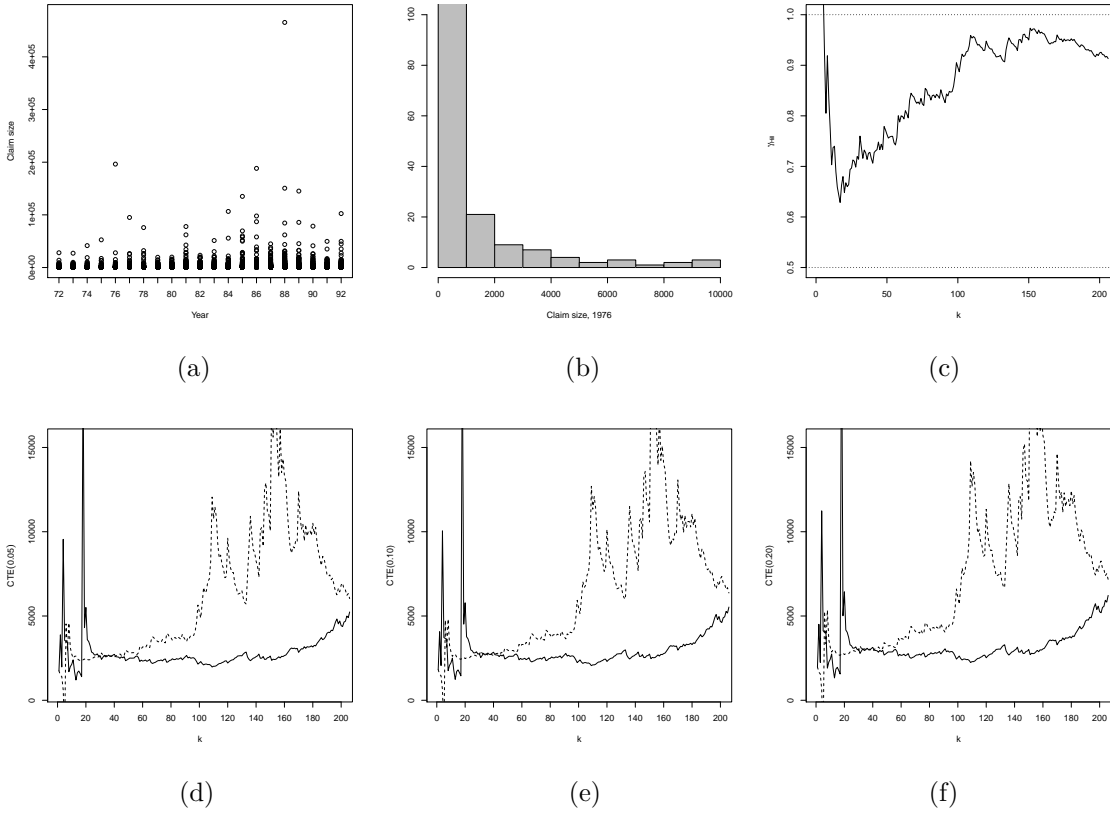 Claim size
0e+00 1e+05 2e+05 3e+05 4e+05
72 74 76 78 80 82 84 86 88 90 92
Year
(a)
0 20 40 60 80 100
0 2000 4000 6000 8000 10000
Claim size, 1976
(b)
γHill
0.5 0.6 0.7 0.8 0.9 1.0
0 50 100 150 200
k
(c)
CTE(0.05)
0 5000 10000 15000
0 20 40 60 80 100 120 140 160 180 200
k
(d)
CTE(0.10)
0 5000 10000 15000
0 20 40 60 80 100 120 140 160 180 200
k
(e)
CTE(0.20)
0 5000 10000 15000
0 20 40 60 80 100 120 140 160 180 200
k
(f)